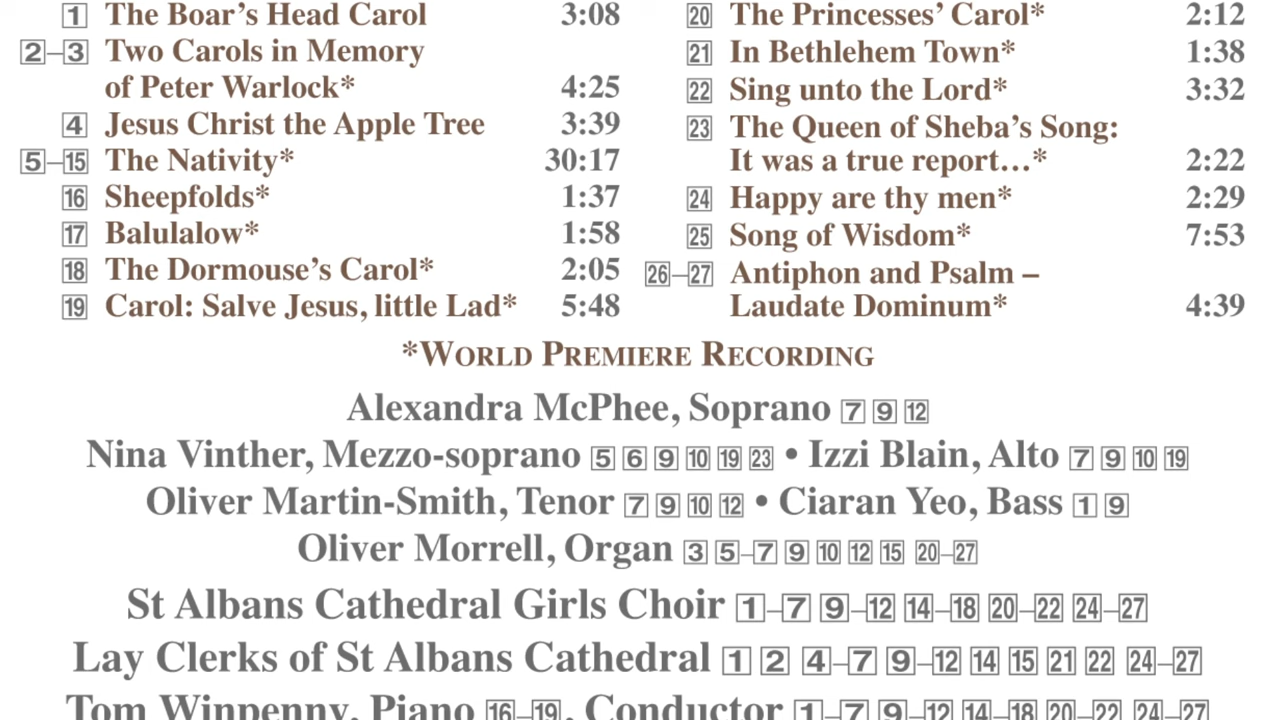 1 The Boar's Head Carol 3:08
2–3 Two Carols in Memory
of Peter Warlock* 4:25
4 Jesus Christ the Apple Tree 3:39
5–15 The Nativity* 30:17
16 Sheepfolds* 1:37
17 Balulalow* 1:58
18 The Dormouse's Carol* 2:05
19 Carol: Salve Jesus, little Lad* 5:48
20 The Princesses' Carol* 2:12
21 In Bethlehem Town* 1:38
22 Sing unto the Lord* 3:32
23 The Queen of Sheba's Song:
It was a true report…* 2:22
24 Happy are thy men* 2:29
25 Song of Wisdom* 7:53
26–27 Antiphon and Psalm –
Laudate Dominum* 4:39
*WORLD PREMIERE RECORDING
Alexandra McPhee, Soprano 7 9 12
Nina Vinther, Mezzo-soprano 5 6 9 10 19 23 • Izzi Blain, Alto 7 9 10 19
Oliver Martin-Smith, Tenor 7 9 10 12 • Ciaran Yeo, Bass 1 9
Oliver Morrell, Organ 3 5–7 9 10 12 15 20–27
St Albans Cathedral Girls Choir 1–7 9–12 14–18 20–22 24–27
Lay Clerks of St Albans Cathedral 1 2 4–7 9–12 14 15 21 22 24–27
Tom Winpenny, Piano 16–19, Conductor 1–7 9–12 14–18 20–22 24–27